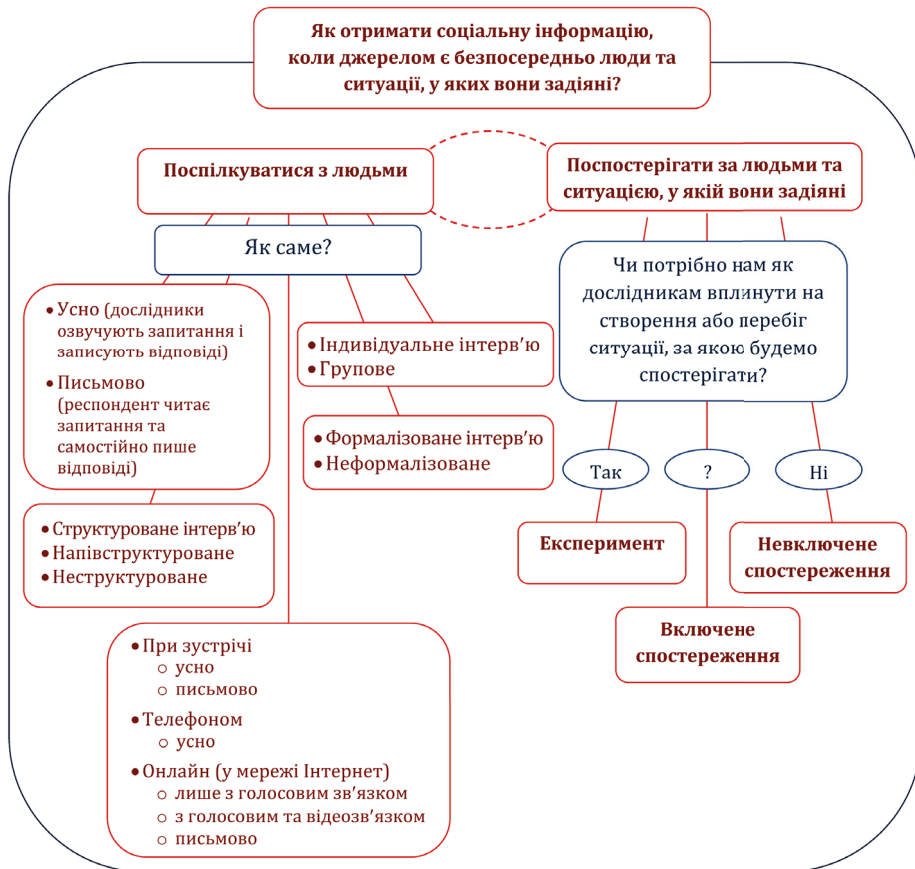 Як отримати соціальну інформацію,
коли джерелом є безпосередньо люди та
ситуації, у яких вони задіяні?
Поспілкуватися з людьми
Як саме?
• Усно (дослідники
озвучують запитання і
записують відповіді)
• Письмово
(респондент читає
запитання та
самостійно пише
відповіді)
• Індивідуальне інтерв’ю
• Групове
• Формалізоване інтерв’ю
• Неформалізоване
• Структуроване інтерв’ю
• Напівструктуроване
• Неструктуроване
• При зустрічі
o усно
o письмово
• Телефоном
o усно
• Онлайн (у мережі Інтернет)
o лише з голосовим зв’язком
o з голосовим та відеозв’язком
o письмово
Поспостерігати за людьми та
ситуацією, у якій вони задіяні
Чи потрібно нам як
дослідникам вплинути на
створення або перебіг
ситуації, за якою будемо
спостерігати?
Так
?
Ні
Експеримент
Невключене
спостереження
Включене
спостереження